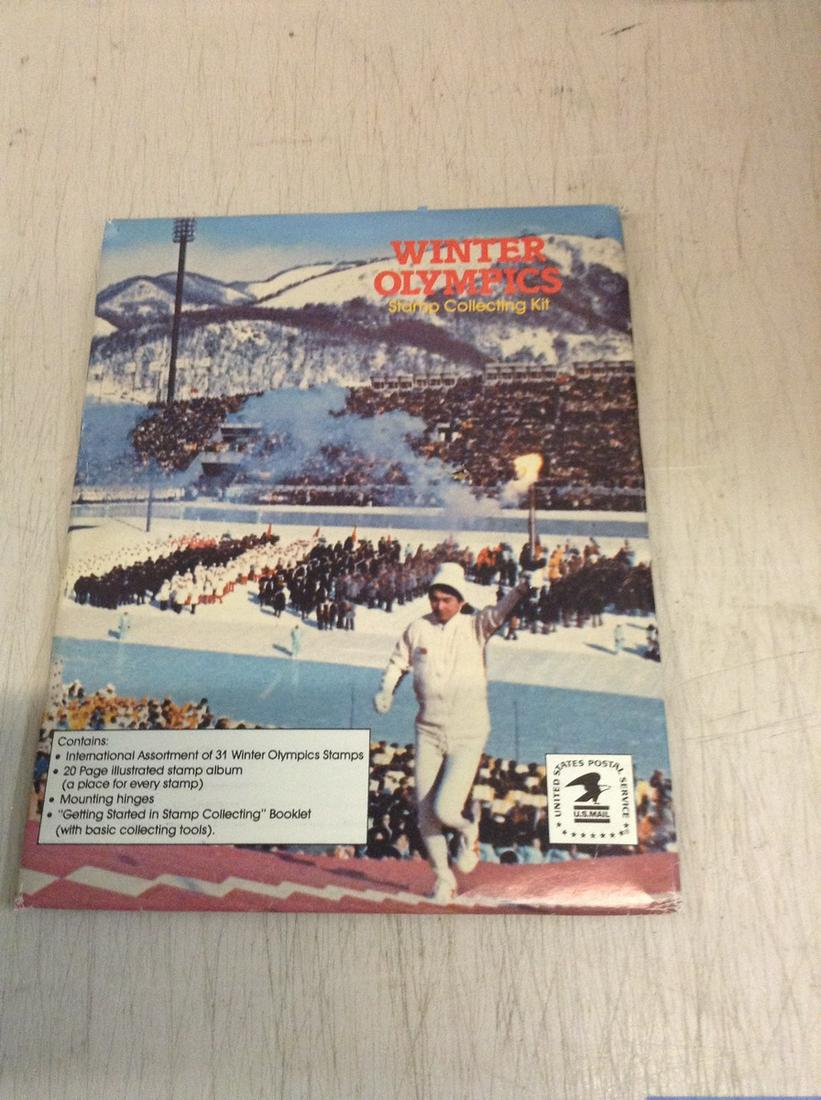 WINTER
OLYMPICS
Stamp Collecting Kit
Contains:
• International Assortment of 31 Winter Olympics Stamps
• 20 Page illustrated stamp album
(a place for every stamp)
• Mounting hinges
• "Getting Started in Stamp Collecting" Booklet
(with basic collecting tools).
UNITED STATES POSTAL SERVICE
U.S.MAIL